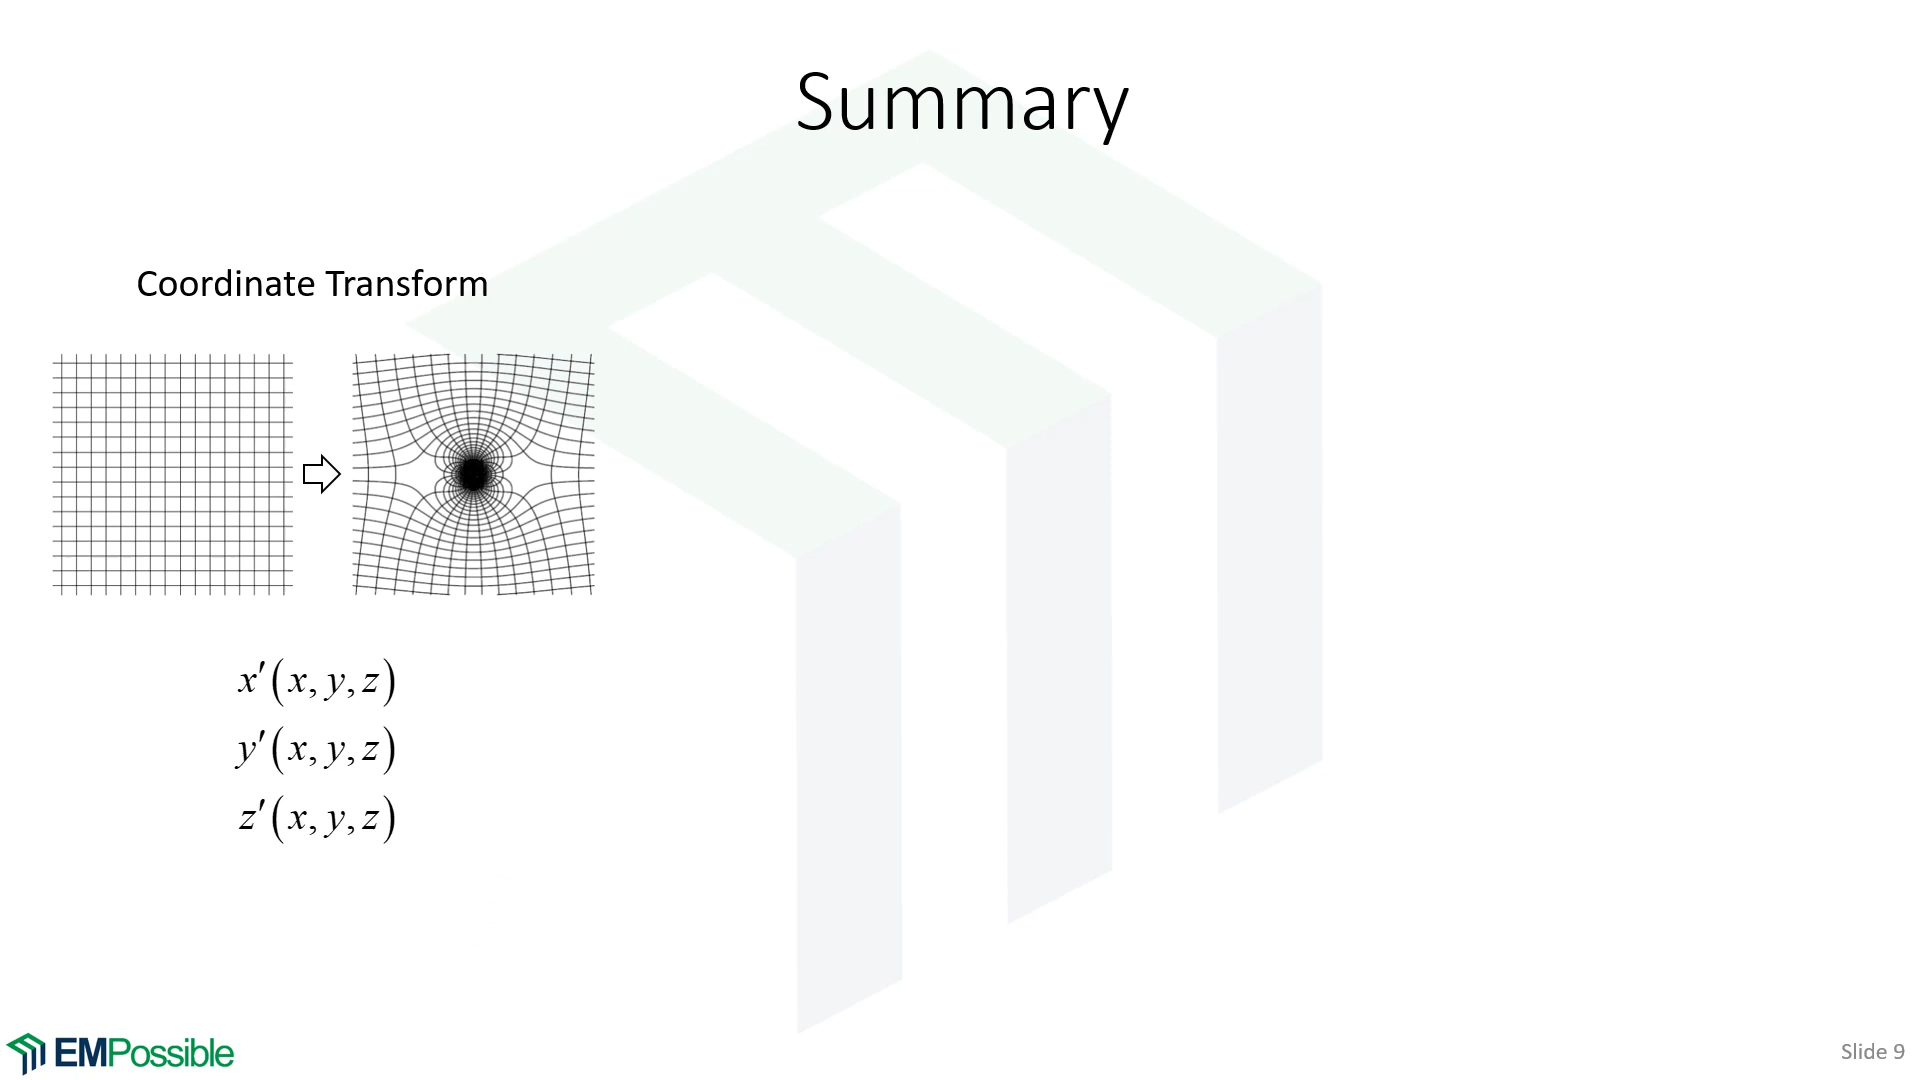 Summary
Coordinate Transform
x′(x, y, z)
y′(x, y, z)
z′(x, y, z)
EMPossible
Slide 9